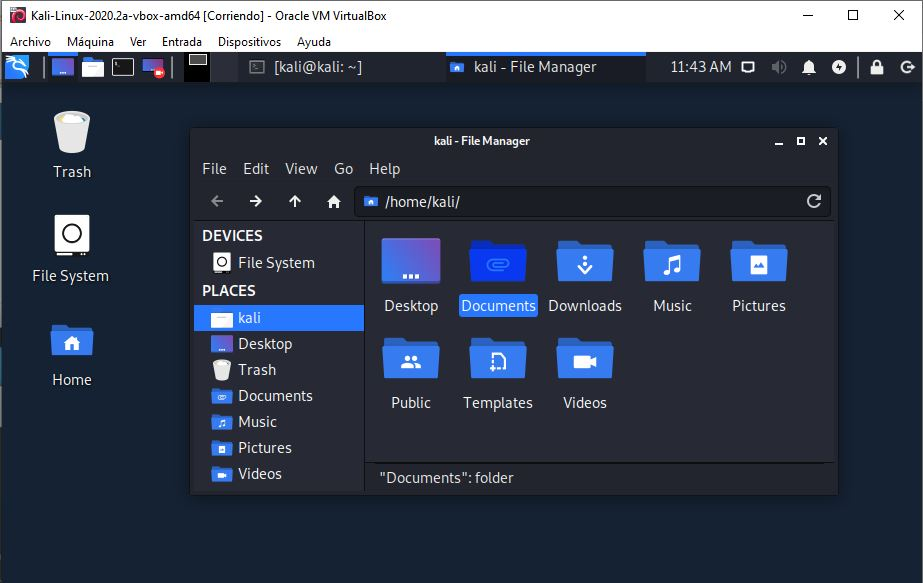 Kali-Linux-2020.2a-vbox-amd64 [Corriendo] - Oracle VM VirtualBox
Archivo Máquina Ver Entrada Dispositivos Ayuda
[kali@kali: ~] kali - File Manager 11:43 AM
Trash
File System
Home
kali - File Manager
File Edit View Go Help
/home/kali/
DEVICES
File System
PLACES
kali
Desktop
Trash
Documents
Music
Pictures
Videos
Desktop Documents Downloads Music Pictures
Public Templates Videos
"Documents": folder